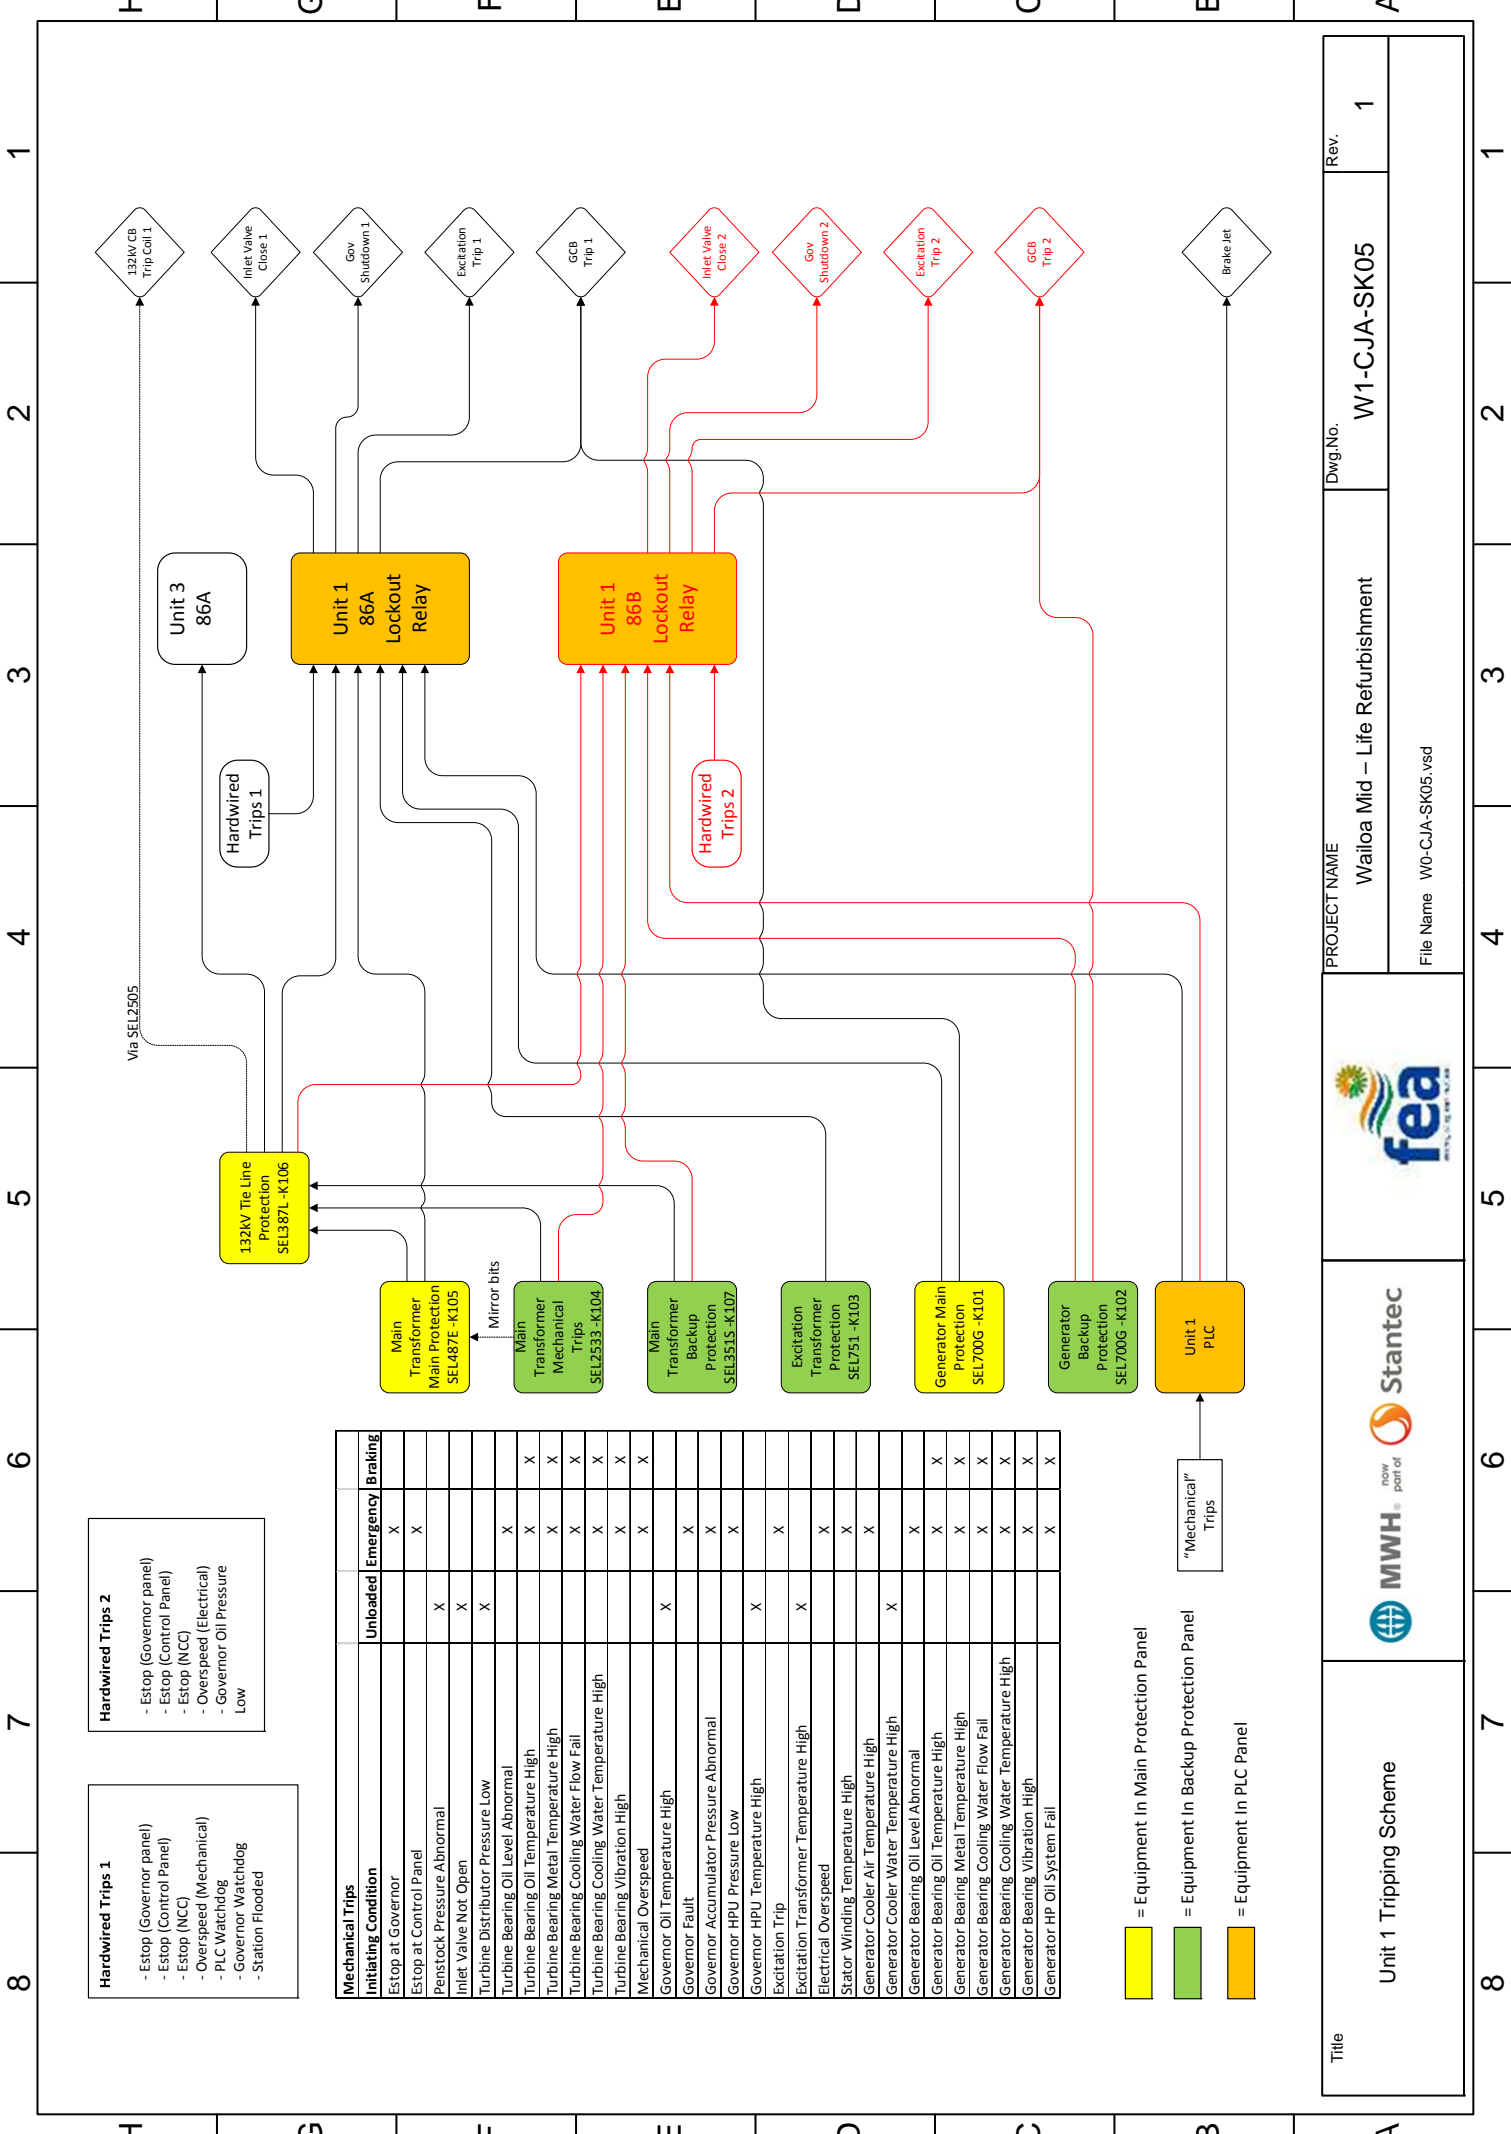 8
7
6
5
4
3
2
1
H
G
F
E
D
C
B
A
Hardwired Trips 1
- Estop (Governor panel)
- Estop (Control Panel)
- Estop (NCC)
- Overspeed (Mechanical)
- PLC Watchdog
- Governor Watchdog
- Station Flooded
Hardwired Trips 2
- Estop (Governor panel)
- Estop (Control Panel)
- Estop (NCC)
- Overspeed (Electrical)
- Governor Oil Pressure
Low
Mechanical Trips
Initiating Condition Unloaded Emergency Braking
Estop at Governor X
Estop at Control Panel X
Penstock Pressure Abnormal X
Inlet Valve Not Open X
Turbine Distributor Pressure Low X
Turbine Bearing Oil Level Abnormal X
Turbine Bearing Oil Temperature High X X
Turbine Bearing Metal Temperature High X X
Turbine Bearing Cooling Water Flow Fail X X
Turbine Bearing Cooling Water Temperature High X X
Turbine Bearing Vibration High X X
Mechanical Overspeed X X
Governor Oil Temperature High X
Governor Fault X
Governor Accumulator Pressure Abnormal X
Governor HPU Pressure Low X
Governor HPU Temperature High X
Excitation Trip X
Excitation Transformer Temperature High X
Electrical Overspeed X
Stator Winding Temperature High X
Generator Cooler Air Temperature High X
Generator Cooler Water Temperature High X
Generator Bearing Oil Level Abnormal X
Generator Bearing Oil Temperature High X X
Generator Bearing Metal Temperature High X X
Generator Bearing Cooling Water Flow Fail X X
Generator Bearing Cooling Water Temperature High X X
Generator Bearing Vibration High X X
Generator HP Oil System Fail X X
= Equipment In Main Protection Panel
= Equipment In Backup Protection Panel
= Equipment In PLC Panel
"Mechanical"
Trips
132kV Tie Line
Protection
SEL387L -K106
Main
Transformer
Main Protection
SEL487E -K105
Mirror bits
Main
Transformer
Mechanical
Trips
SEL2533 -K104
Main
Transformer
Backup
Protection
SEL351S -K107
Excitation
Transformer
Protection
SEL751 -K103
Generator Main
Protection
SEL700G -K101
Generator
Backup
Protection
SEL700G -K102
Unit 1
PLC
Via SEL2505
Hardwired
Trips 1
Hardwired
Trips 2
Unit 3
86A
Unit 1
86A
Lockout
Relay
Unit 1
86B
Lockout
Relay
132kV CB
Trip Coil 1
Inlet Valve
Close 1
Gov
Shutdown 1
Excitation
Trip 1
GCB
Trip 1
Inlet Valve
Close 2
Gov
Shutdown 2
Excitation
Trip 2
GCB
Trip 2
Brake Jet
Title
Unit 1 Tripping Scheme
MWH® now part of Stantec
fea
PROJECT NAME
Wailoa Mid – Life Refurbishment
File Name W0-CJA-SK05.vsd
Dwg.No.
W1-CJA-SK05
Rev.
1
8
7
6
5
4
3
2
1
H
G
F
E
D
C
B
A